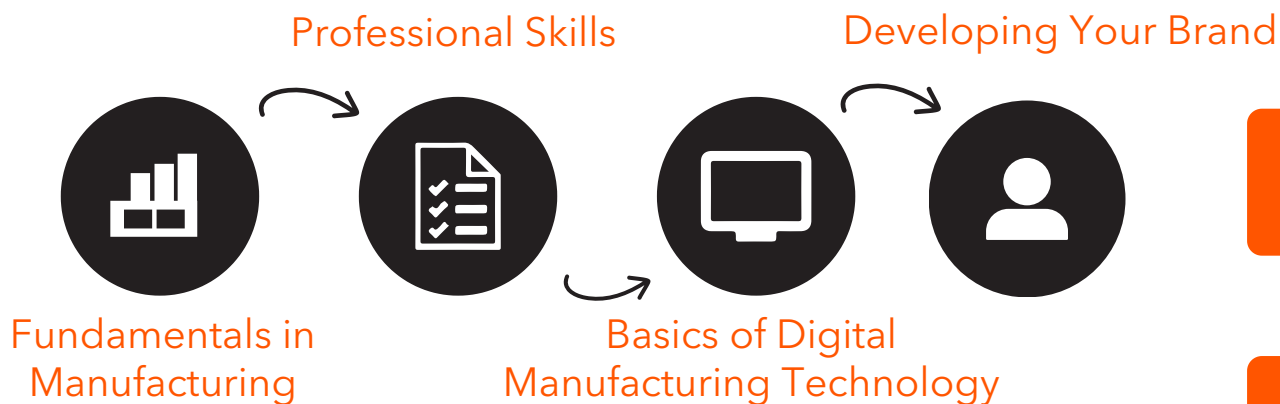 Professional Skills
Developing Your Brand
Fundamentals in
Manufacturing
Basics of Digital
Manufacturing Technology